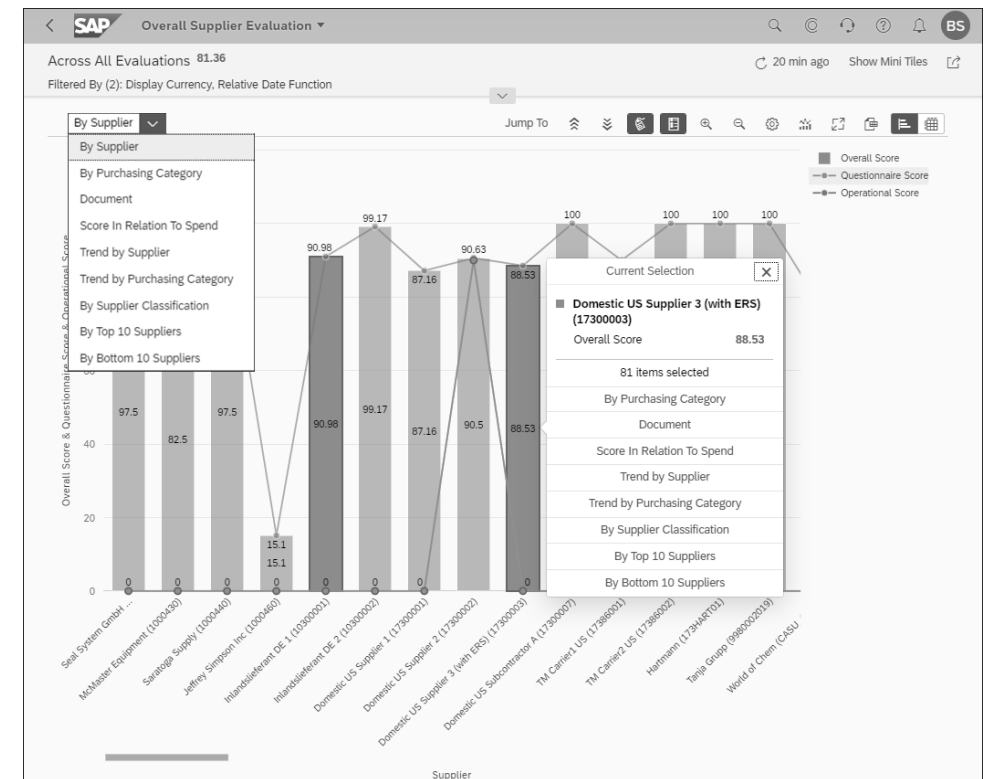 SAP Overall Supplier Evaluation BS
Across All Evaluations 81.36
20 min ago Show Mini Tiles
Filtered By (2): Display Currency, Relative Date Function
By Supplier
Jump To
By Supplier
By Purchasing Category
Document
Score In Relation To Spend
Trend by Supplier
Trend by Purchasing Category
By Supplier Classification
By Top 10 Suppliers
By Bottom 10 Suppliers
Overall Score
Questionnaire Score
Operational Score
Overall Score & Questionnaire Score & Operational Score
40
20
0
97.5
82.5
97.5
15.1
15.1
90.98
90.98
99.17
99.17
87.16
87.16
90.63
90.5
88.53
88.53
100
100
100
100
0 0 0 0 0 0 0
Current Selection
Domestic US Supplier 3 (with ERS)
(17300003)
Overall Score 88.53
81 items selected
By Purchasing Category
Document
Score In Relation To Spend
Trend by Supplier
Trend by Purchasing Category
By Supplier Classification
By Top 10 Suppliers
By Bottom 10 Suppliers
Seal System GmbH ...
McMaster Equipment (1000430)
Saratoga Supply (1000440)
Jeffrey Simpson Inc (1000460)
Inlandslieferant DE 1 (10300001)
Inlandslieferant DE 2 (10300002)
Domestic US Supplier 1 (17300001)
Domestic US Supplier 2 (17300002)
Domestic US Supplier 3 (with ERS) (17300003)
Domestic US Subcontractor A (17300007)
TM Carrier1 US (17386001)
TM Carrier2 US (17386002)
Hartmann (173HART01)
Tanja Grupp (9980002019)
World of Chem (CASU
Supplier